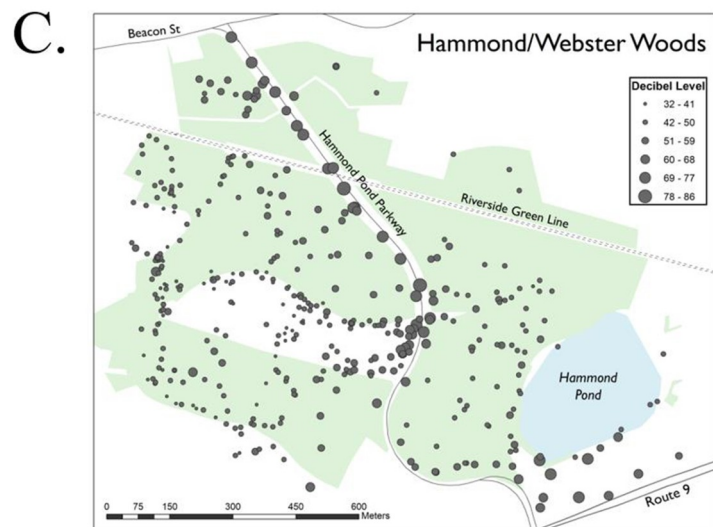 C.
Beacon St
Hammond/Webster Woods
Decibel Level
32 - 41
42 - 50
51 - 59
60 - 68
69 - 77
78 - 86
Hammond Pond Parkway
Riverside Green Line
Hammond
Pond
Route 9
0 75 150 300 450 600
Meters